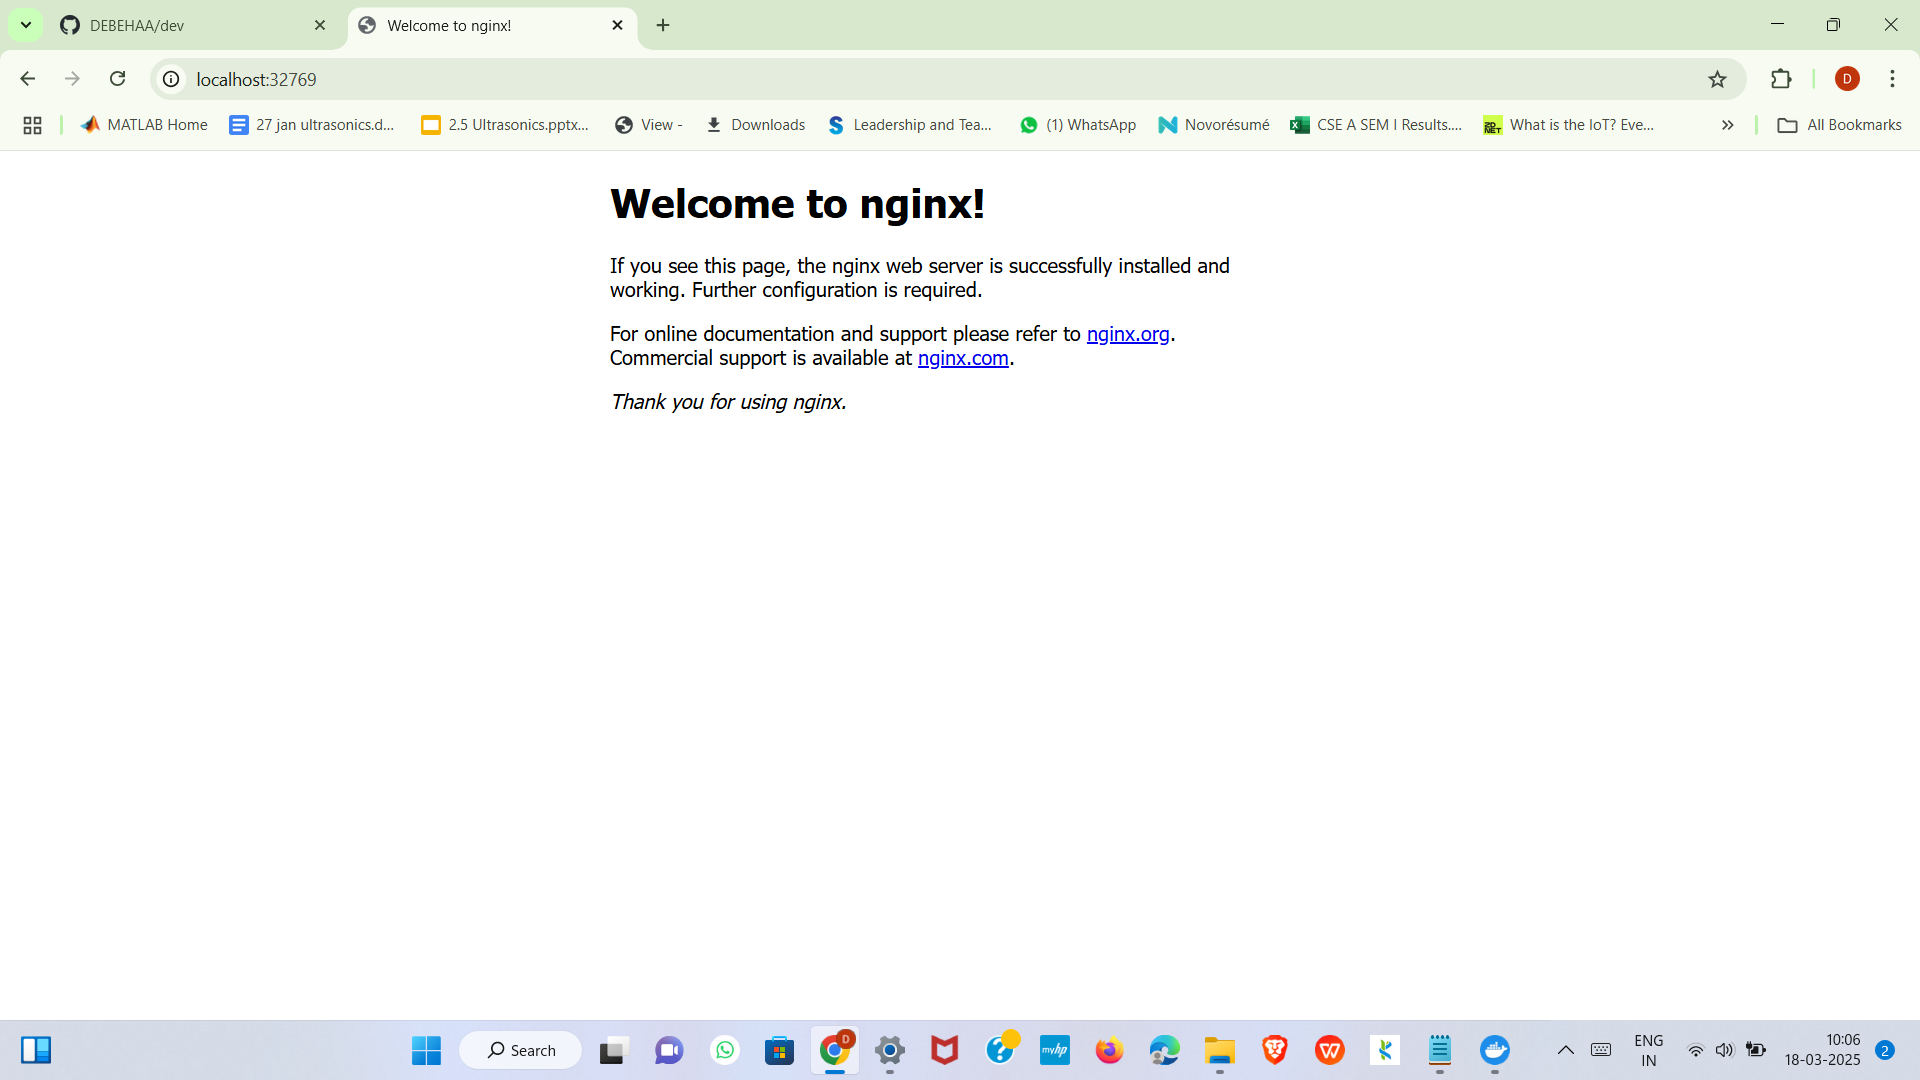 DEBEHAA/dev
Welcome to nginx!
localhost:32769
D
MATLAB Home
27 jan ultrasonics.d...
2.5 Ultrasonics.pptx...
View -
Downloads
Leadership and Tea...
(1) WhatsApp
Novorésumé
CSE A SEM I Results....
What is the IoT? Eve...
All Bookmarks
Welcome to nginx!
If you see this page, the nginx web server is successfully installed and
working. Further configuration is required.
For online documentation and support please refer to nginx.org.
Commercial support is available at nginx.com.
Thank you for using nginx.
Search
D
myhp
ENG
IN
10:06
18-03-2025
2